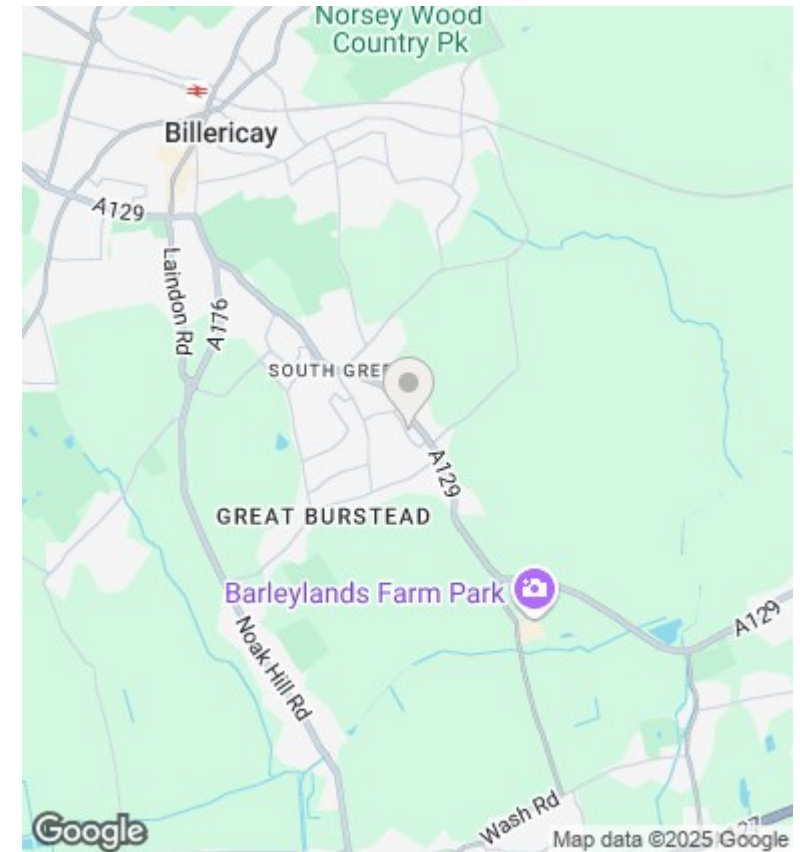 Norsey Wood
Country Pk
Billericay
A129
Laindon Rd
A176
SOUTH GREE
A129
GREAT BURSTEAD
Barleylands Farm Park
A129
Noak Hill Rd
Wash Rd
Google
Map data ©2025 Google